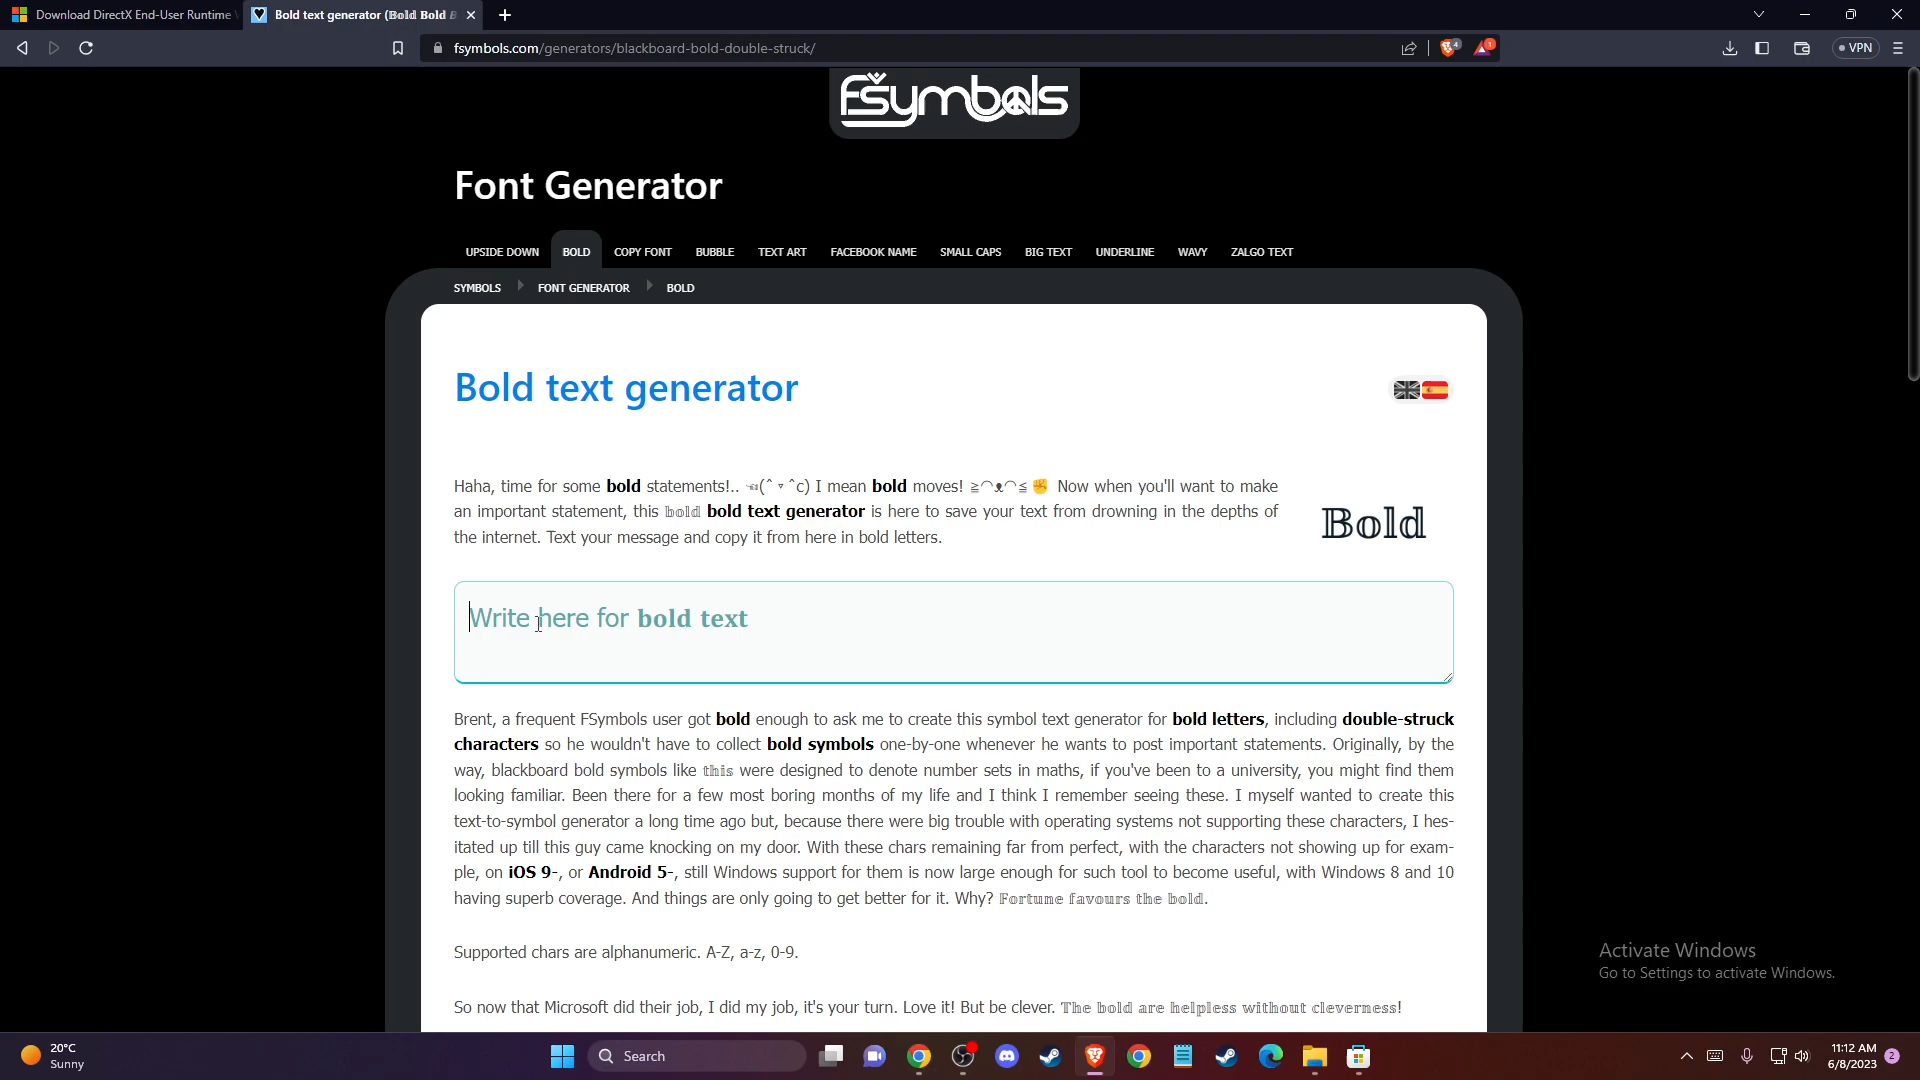 Download DirectX End-User Runtime
Bold text generator (𝔹𝕠𝕝𝕕 𝐁𝐨𝐥𝐝 𝑩
fsymbols.com/generators/blackboard-bold-double-struck/
4
1
VPN
Fsymbols
Font Generator
UPSIDE DOWN BOLD COPY FONT BUBBLE TEXT ART FACEBOOK NAME SMALL CAPS BIG TEXT UNDERLINE WAVY ZALGO TEXT
SYMBOLS FONT GENERATOR BOLD
Bold text generator
Haha, time for some bold statements!.. ☜(ˆ▿ˆc) I mean bold moves! ≧◠ᴥ◠≦✊ Now when you'll want to make
an important statement, this 𝕓𝕠𝕝𝕕 bold text generator is here to save your text from drowning in the depths of
the internet. Text your message and copy it from here in bold letters.
𝔹𝕠𝕝𝕕
Write here for 𝐛𝐨𝐥𝐝 𝐭𝐞𝐱𝐭
Brent, a frequent FSymbols user got bold enough to ask me to create this symbol text generator for bold letters, including double-struck
characters so he wouldn't have to collect bold symbols one-by-one whenever he wants to post important statements. Originally, by the
way, blackboard bold symbols like 𝕥𝕙𝕚𝕤 were designed to denote number sets in maths, if you've been to a university, you might find them
looking familiar. Been there for a few most boring months of my life and I think I remember seeing these. I myself wanted to create this
text-to-symbol generator a long time ago but, because there were big trouble with operating systems not supporting these characters, I hes-
itated up till this guy came knocking on my door. With these chars remaining far from perfect, with the characters not showing up for exam-
ple, on iOS 9-, or Android 5-, still Windows support for them is now large enough for such tool to become useful, with Windows 8 and 10
having superb coverage. And things are only going to get better for it. Why? 𝔽𝕠𝕣𝕥𝕦𝕟𝕖 𝕗𝕒𝕧𝕠𝕦𝕣𝕤 𝕥𝕙𝕖 𝕓𝕠𝕝𝕕.
Supported chars are alphanumeric. A-Z, a-z, 0-9.
So now that Microsoft did their job, I did my job, it's your turn. Love it! But be clever. 𝕋𝕙𝕖 𝕓𝕠𝕝𝕕 𝕒𝕣𝕖 𝕙𝕖𝕝𝕡𝕝𝕖𝕤𝕤 𝕨𝕚𝕥𝕙𝕠𝕦𝕥 𝕔𝕝𝕖𝕧𝕖𝕣𝕟𝕖𝕤𝕤!
Activate Windows
Go to Settings to activate Windows.
20°C
Sunny
Search
11:12 AM
6/8/2023
2